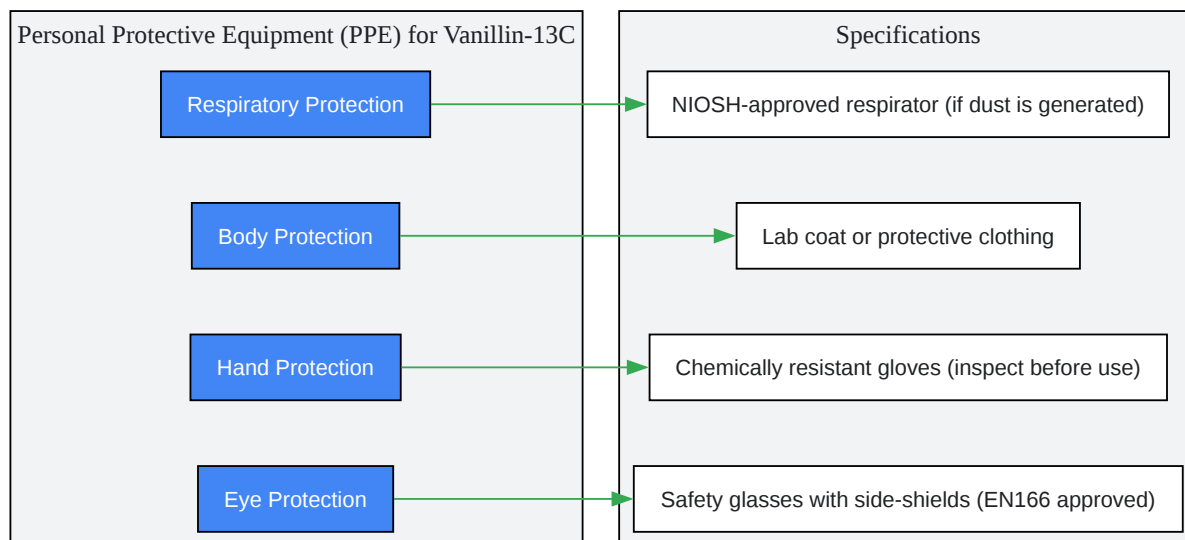 Personal Protective Equipment (PPE) for Vanillin-13C
Specifications
Respiratory Protection
NIOSH-approved respirator (if dust is generated)
Body Protection
Lab coat or protective clothing
Hand Protection
Chemically resistant gloves (inspect before use)
Eye Protection
Safety glasses with side-shields (EN166 approved)